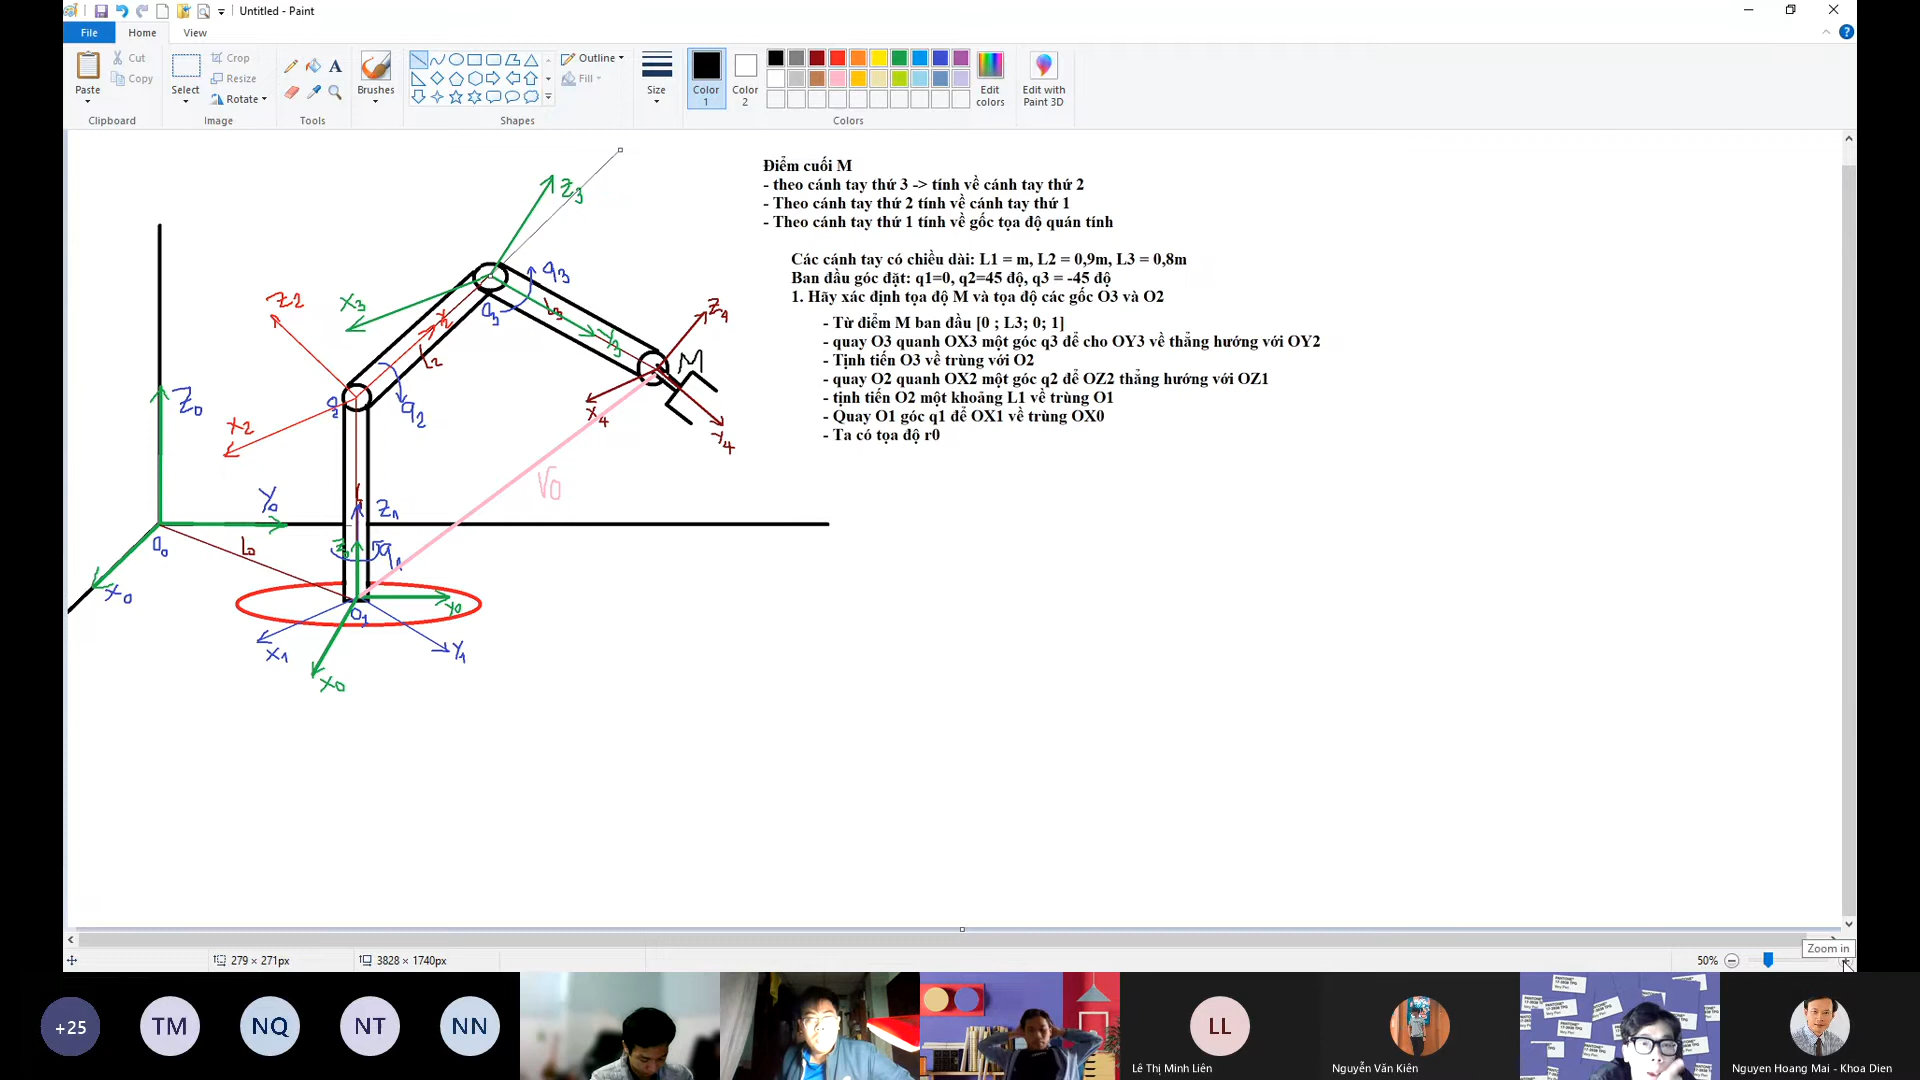 Untitled - Paint
File
Home
View
Paste
Cut
Copy
Clipboard
Select
Crop
Resize
Rotate
Image
Tools
Brushes
Shapes
Outline
Fill
Size
Color
1
Color
2
Colors
Edit
colors
Edit with
Paint 3D
Điểm cuối M
- theo cánh tay thứ 3 -> tính về cánh tay thứ 2
- Theo cánh tay thứ 2 tính về cánh tay thứ 1
- Theo cánh tay thứ 1 tính về gốc tọa độ quán tính
Các cánh tay có chiều dài: L1 = m, L2 = 0,9m, L3 = 0,8m
Ban đầu góc đặt: q1=0, q2=45 độ, q3 = -45 độ
1. Hãy xác định tọa độ M và tọa độ các gốc O3 và O2
- Từ điểm M ban đầu [0 ; L3; 0; 1]
- quay O3 quanh OX3 một góc q3 để cho OY3 về thẳng hướng với OY2
- Tịnh tiến O3 về trùng với O2
- quay O2 quanh OX2 một góc q2 để OZ2 thẳng hướng với OZ1
- tịnh tiến O2 một khoảng L1 về trùng O1
- Quay O1 góc q1 để OX1 về trùng OX0
- Ta có tọa độ r0
Z3
q3
X3
Z2
L3
O3
Y3
Z4
M
L2
X4
Y4
q2
X2
Z0
Y0
O0
L0
X0
Z1
q1
O1
Y0
X1
Y1
X0
r0
279 × 271px
3828 × 1740px
50%
Zoom in
+25
TM
NQ
NT
NN
LL
Lê Thị Minh Liên
Nguyễn Văn Kiên
Nguyen Hoang Mai - Khoa Dien